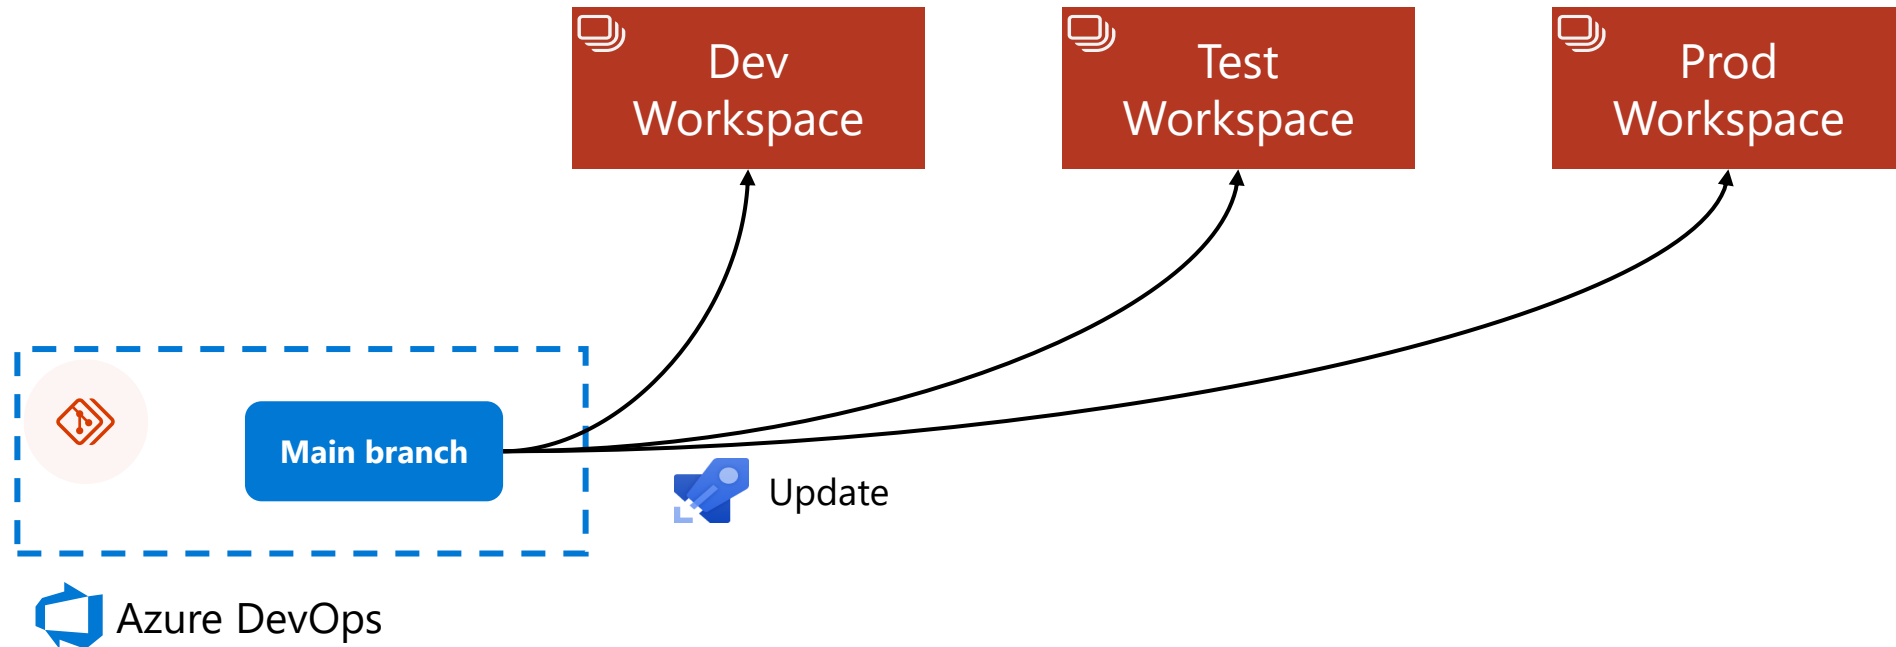 Dev
Workspace
Test
Workspace
Prod
Workspace
Main branch
Update
Azure DevOps